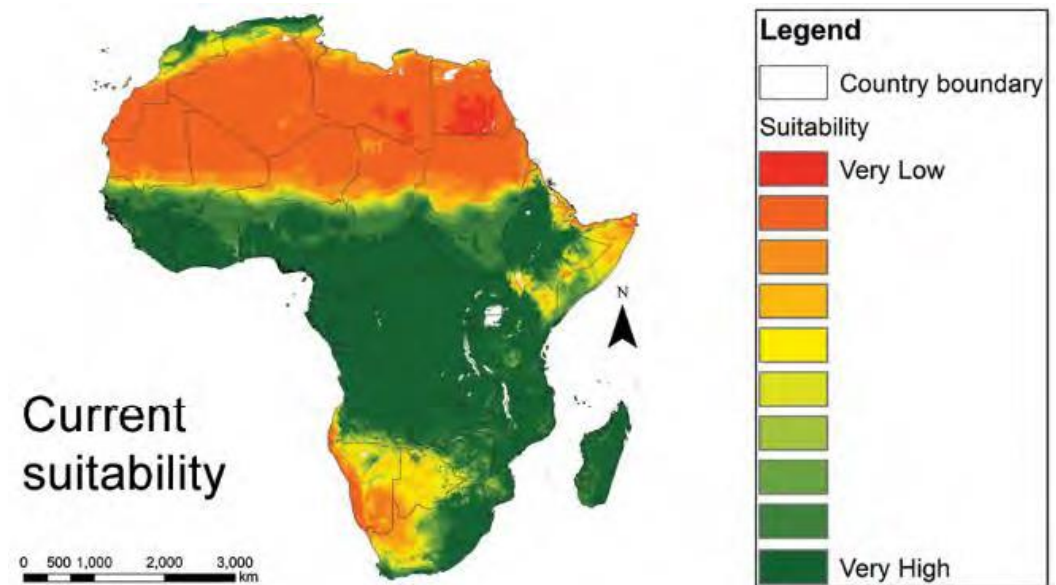 Legend
Country boundary
Suitability
Very Low
Very High
N
Current
suitability
0 500 1,000 2,000 3,000
km